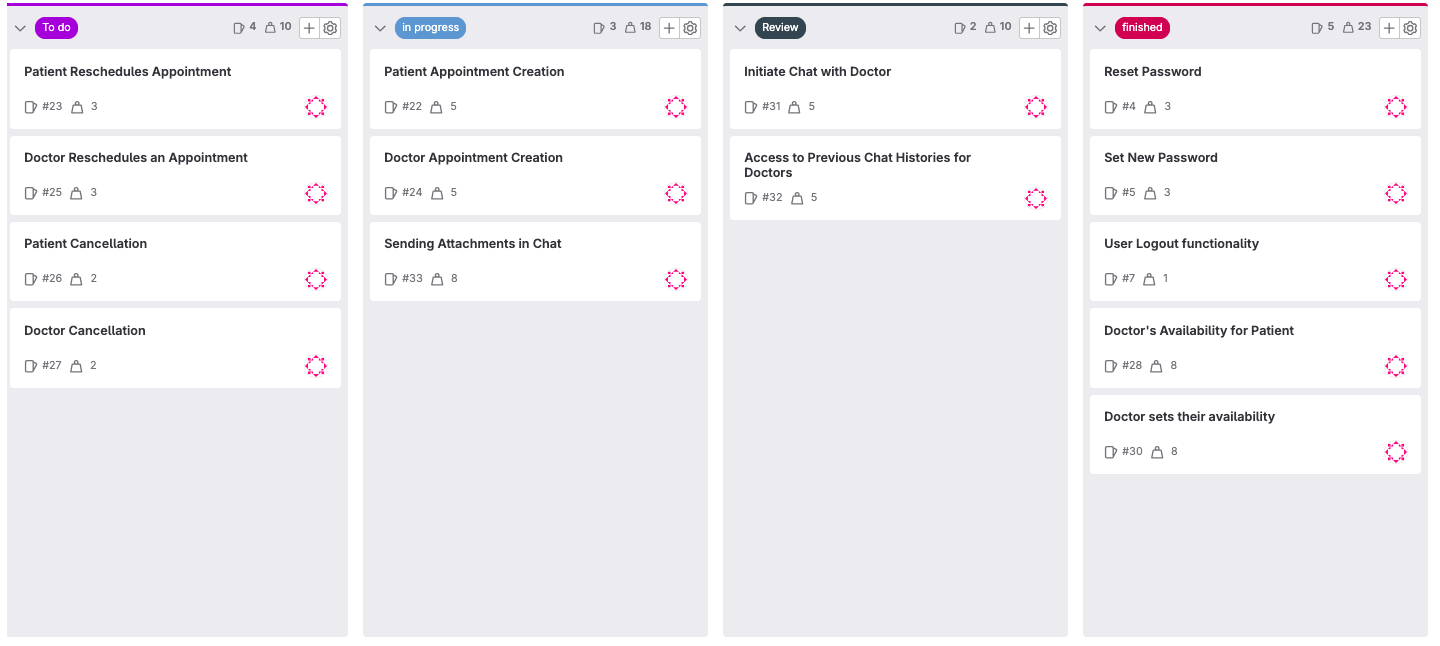 To do 4 10
Patient Reschedules Appointment
#23 3
Doctor Reschedules an Appointment
#25 3
Patient Cancellation
#26 2
Doctor Cancellation
#27 2
in progress 3 18
Patient Appointment Creation
#22 5
Doctor Appointment Creation
#24 5
Sending Attachments in Chat
#33 8
Review 2 10
Initiate Chat with Doctor
#31 5
Access to Previous Chat Histories for
Doctors
#32 5
finished 5 23
Reset Password
#4 3
Set New Password
#5 3
User Logout functionality
#7 1
Doctor's Availability for Patient
#28 8
Doctor sets their availability
#30 8